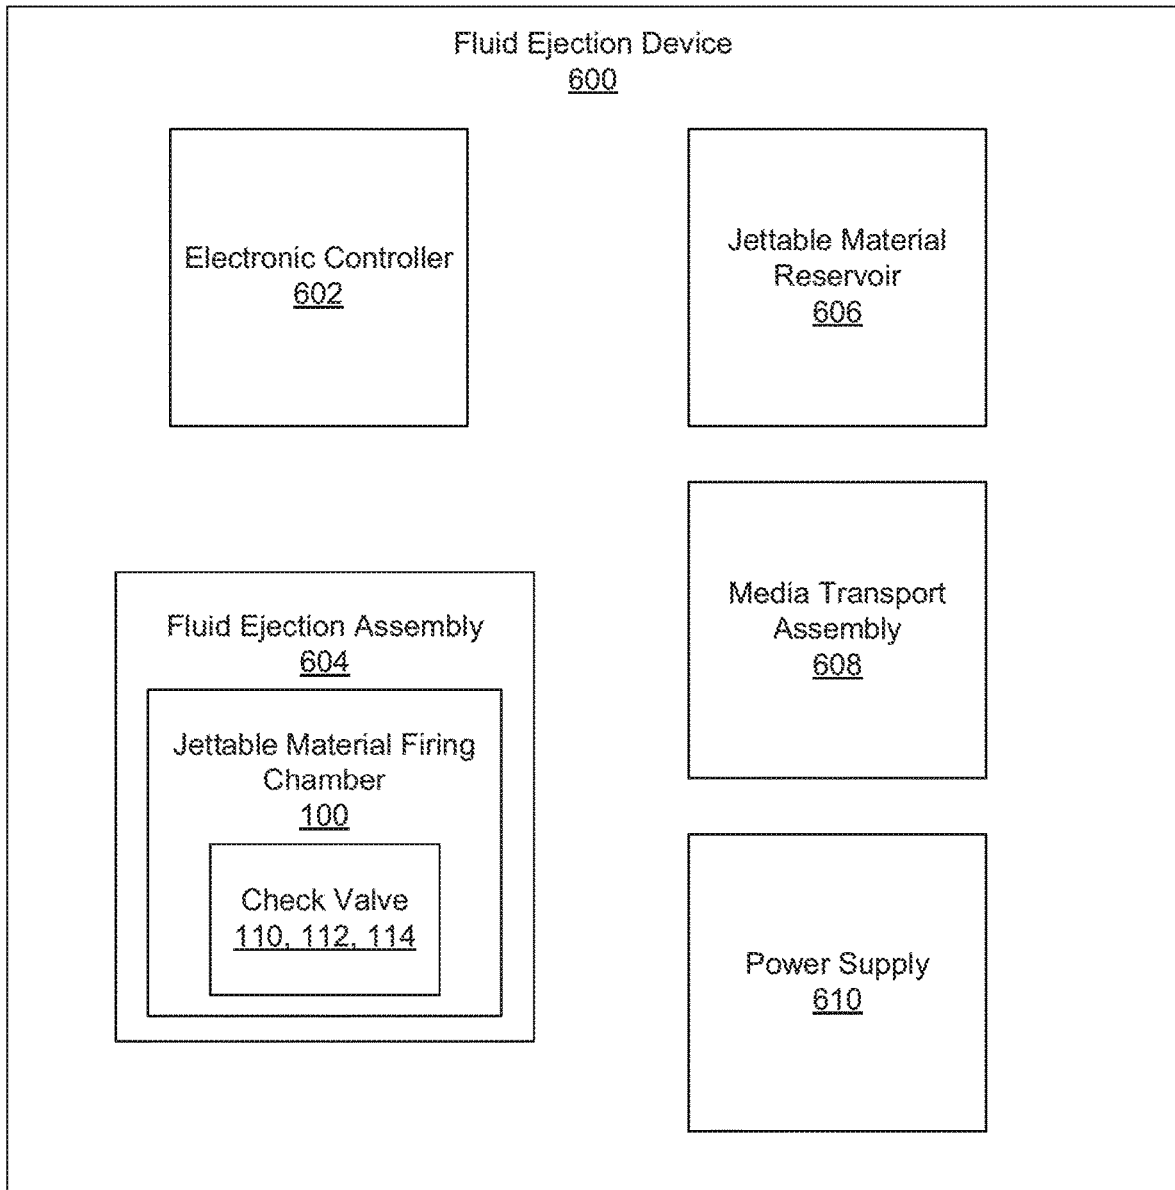 Fluid Ejection Device
600
Electronic Controller
602
Jettable Material
Reservoir
606
Fluid Ejection Assembly
604
Jettable Material Firing
Chamber
100
Check Valve
110, 112, 114
Media Transport
Assembly
608
Power Supply
610